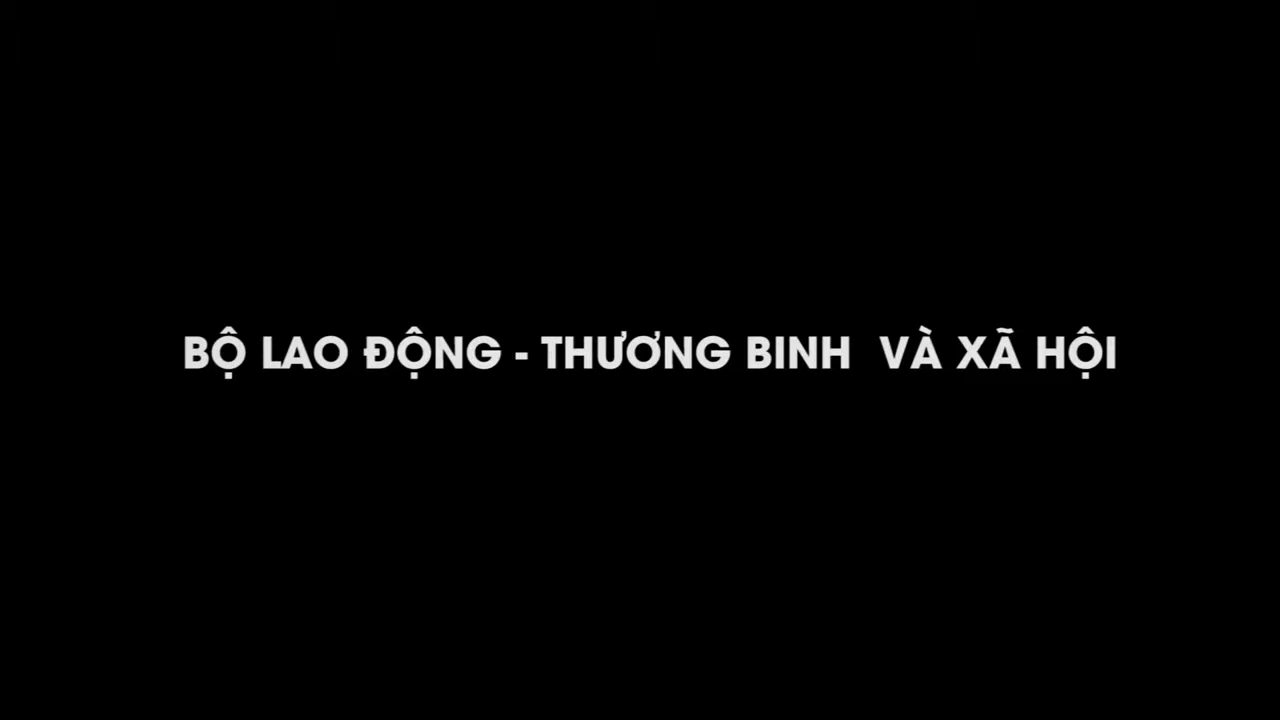 BỘ LAO ĐỘNG - THƯƠNG BINH  VÀ XÃ HỘI